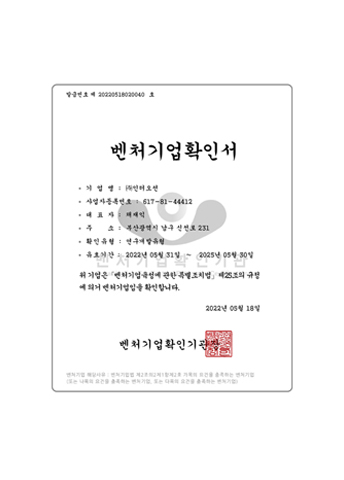 발급번호 제 20220518020040 호
벤처기업확인서
• 기 업 명 : ㈜인터오션
• 사업자등록번호 : 617-81-44412
• 대 표 자 : 채재익
• 주 소 : 부산광역시 남구 신선로 231
• 확인유형 : 연구개발유형
• 유효기간 : 2022년 05월 31일 ~ 2025년 05월 30일
벤처기업확인기관
위 기업은 「벤처기업육성에 관한 특별조치법」 제25조의 규정
에 의거 벤처기업임을 확인합니다.
2022년 05월 18일
벤처기업확인기관장
벤처기업 해당사유 : 벤처기업법 제2조의2제1항제2호 가목의 요건을 충족하는 벤처기업
(또는 나목의 요건을 충족하는 벤처기업, 또는 다목의 요건을 충족하는 벤처기업)